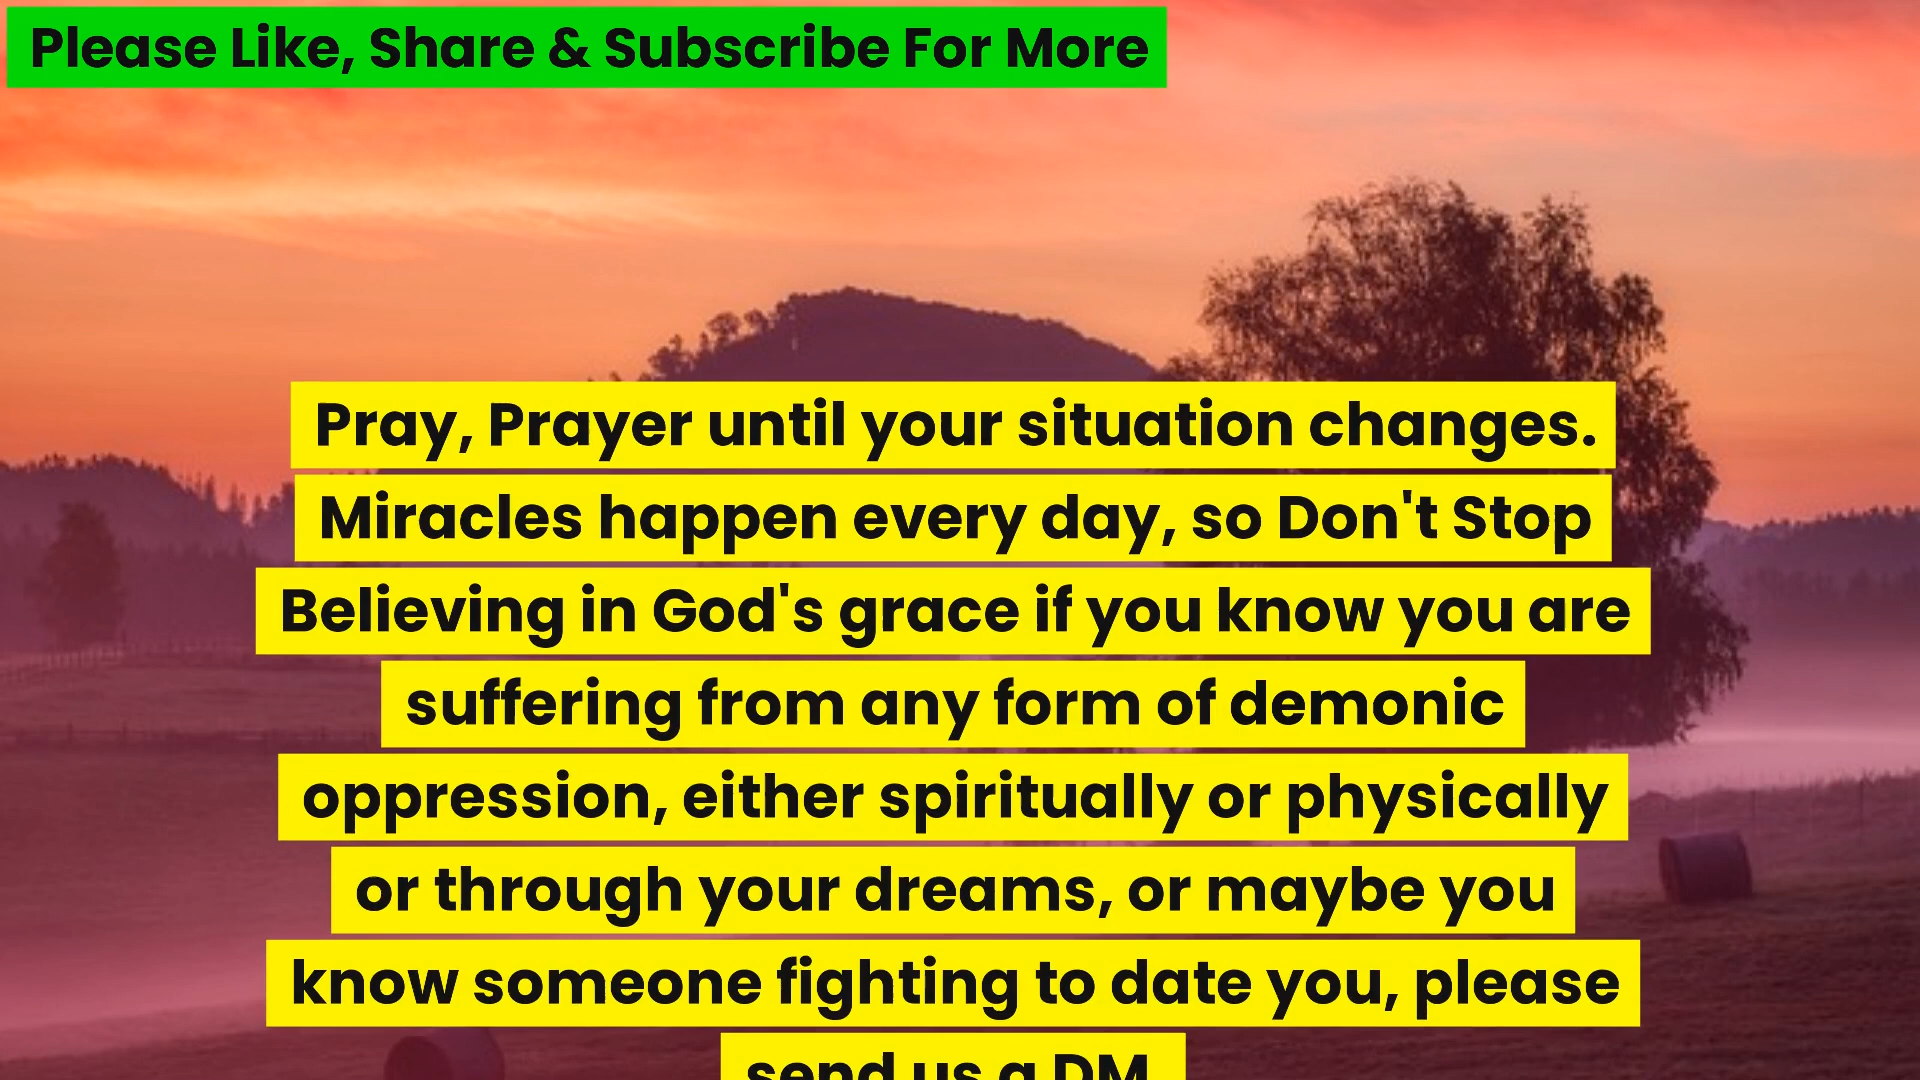 Please Like, Share & Subscribe For More
Pray, Prayer until your situation changes.
Miracles happen every day, so Don't Stop
Believing in God's grace if you know you are
suffering from any form of demonic
oppression, either spiritually or physically
or through your dreams, or maybe you
know someone fighting to date you, please
send us a DM